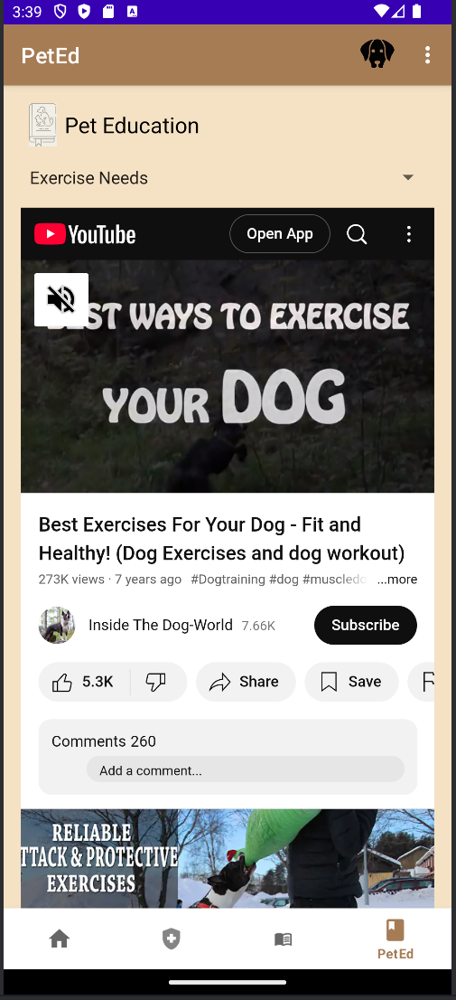 3:39
PetEd
Pet Education
Exercise Needs
YouTube
Open App
ST WAYS TO EXERCISE
YOUR DOG
Best Exercises For Your Dog - Fit and
Healthy! (Dog Exercises and dog workout)
273K views · 7 years ago #Dogtraining #dog #muscledo ...more
Inside The Dog-World 7.66K
Subscribe
5.3K
Share
Save
Comments 260
Add a comment...
RELIABLE
TTACK & PROTECTIVE
EXERCISES
PetEd